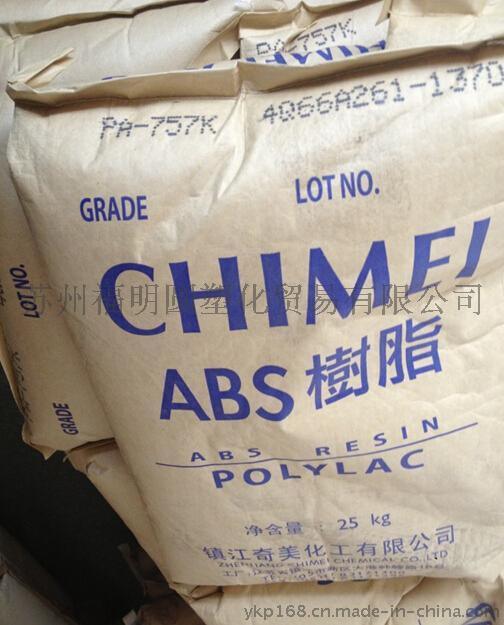 PA-757K
PA-757K 4066A261-1370
GRADE LOT NO.
LOT NO.
CHIMEI
苏州福明圆塑化贸易有限公司
ABS 樹脂
GRADE
ABS RESIN
POLYLAC
净含量 : 25 kg
镇江奇美化工有限公司
ZHENJIANG CHIMEI CHEMICAL CO.,LTD
ykp168.cn.made-in-china.com